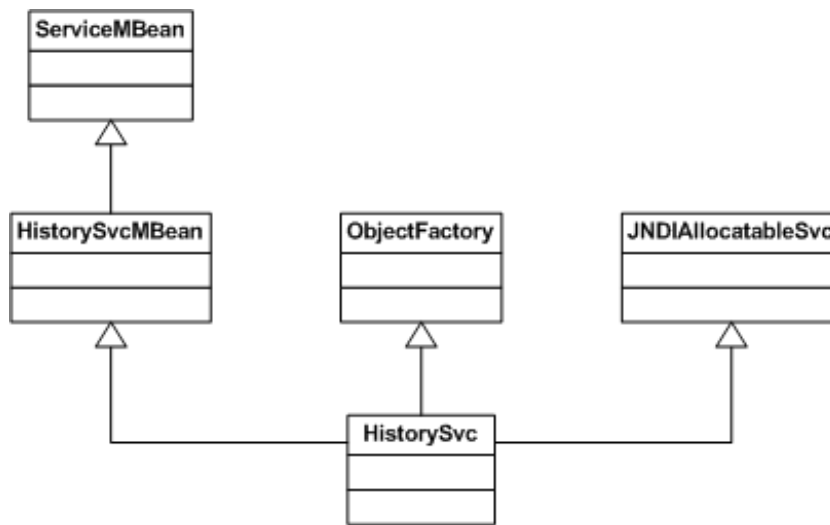 ServiceMBean
HistorySvcMBean
ObjectFactory
JNDIAllocatableSvc
HistorySvc